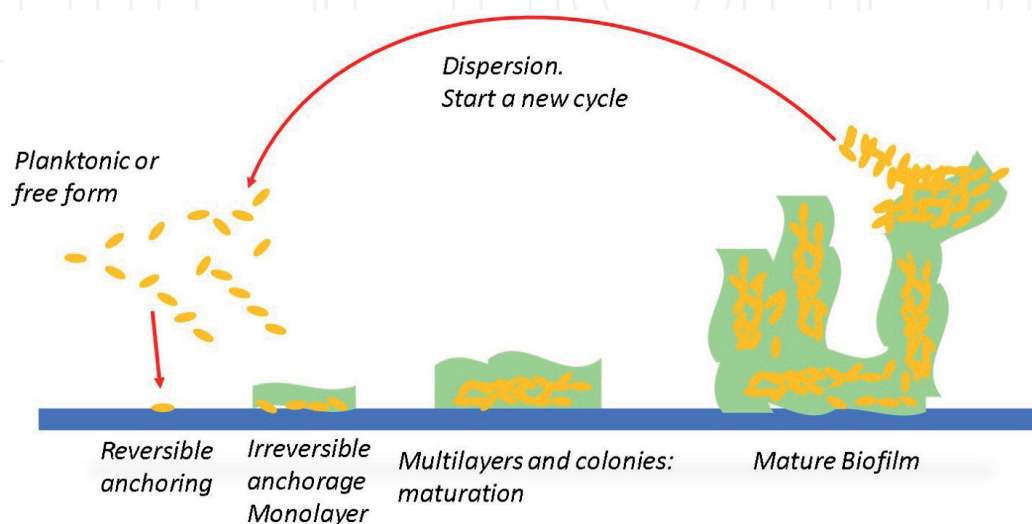 Dispersion.
Start a new cycle
Planktonic or
free form
Reversible
anchoring
Irreversible
anchorage
Monolayer
Multilayers and colonies:
maturation
Mature Biofilm